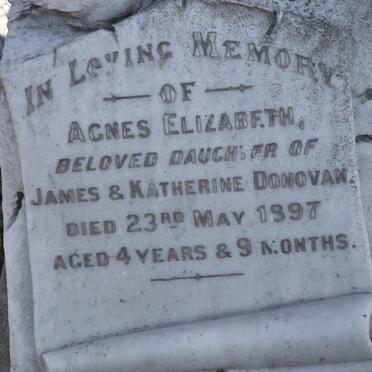 IN LOVING MEMORY
OF
AGNES ELIZABETH,
BELOVED DAUGHTER OF
JAMES & KATHERINE DONOVAN
DIED 23RD MAY 1897
AGED 4 YEARS & 9 MONTHS.